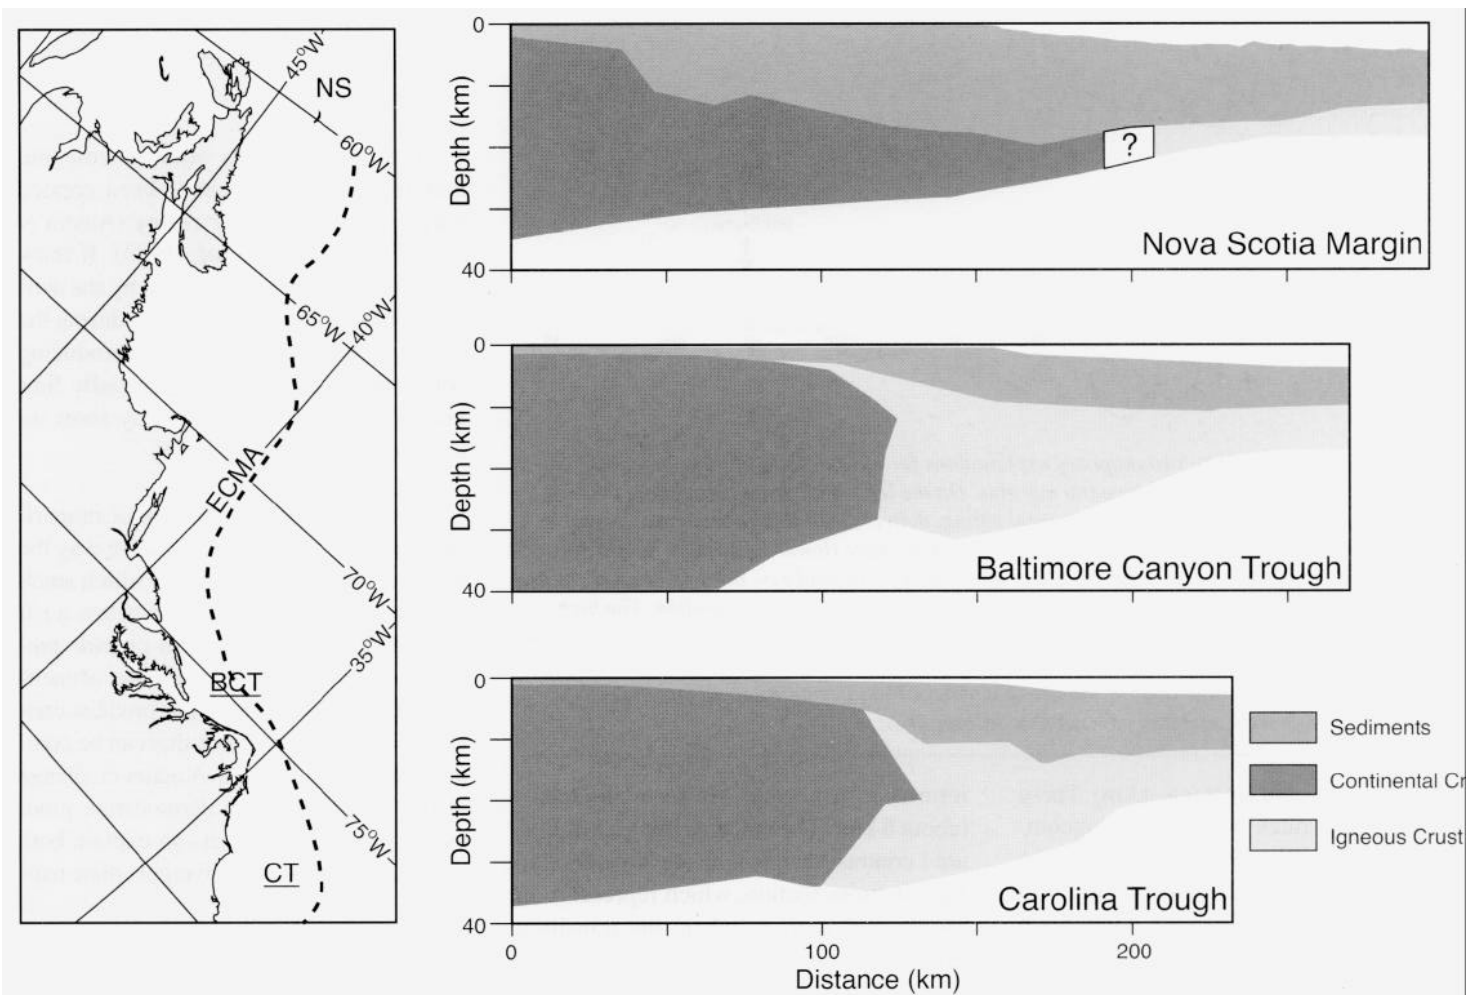 45°W
NS
60°W
65°W
40°W
ECMA
70°W
35°W
BCT
75°W
CT
0
Depth (km)
40
?
Nova Scotia Margin
0
Depth (km)
40
Baltimore Canyon Trough
0
Depth (km)
40
Carolina Trough
0
100
200
Distance (km)
Sediments
Continental Cr
Igneous Crust